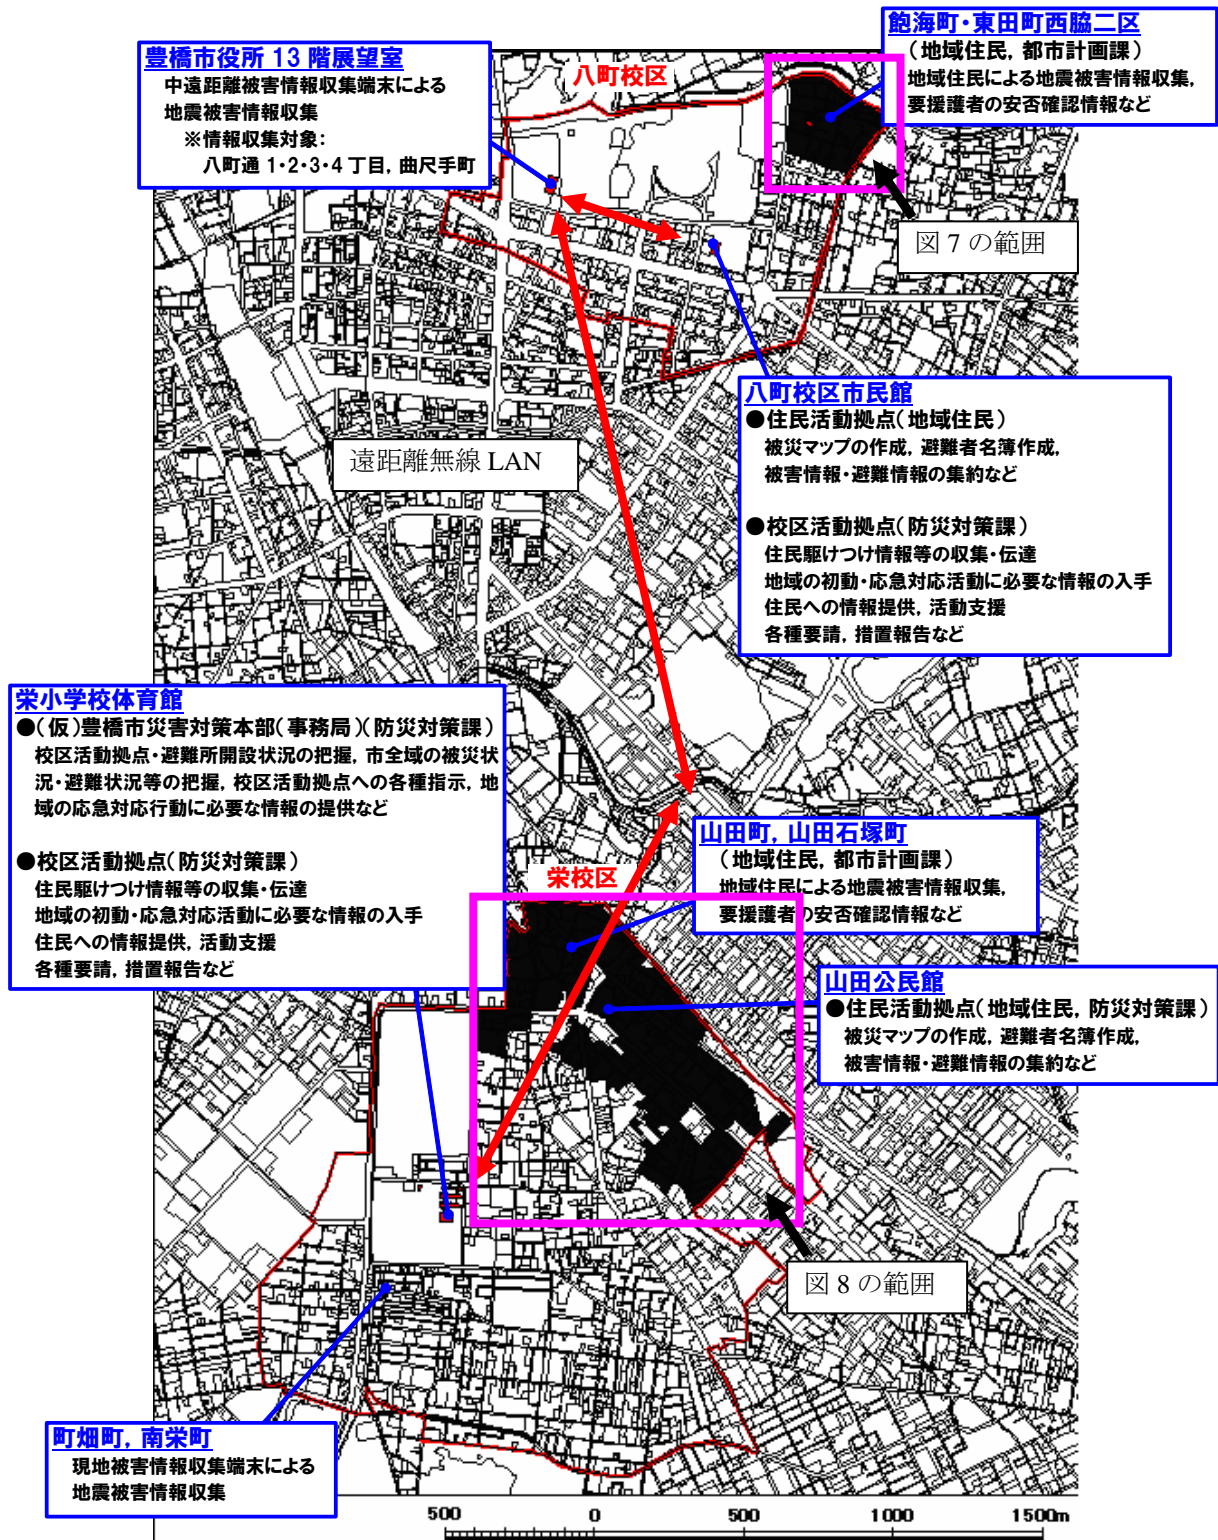 飽海町・東田町西脇二区
(地域住民, 都市計画課)
地域住民による地震被害情報収集,
要援護者の安否確認情報など
豊橋市役所 13 階展望室
中遠距離被害情報収集端末による
地震被害情報収集
※情報収集対象:
八町通 1・2・3・4 丁目, 曲尺手町
八町校区
図 7 の範囲
八町校区市民館
●住民活動拠点(地域住民)
被災マップの作成, 避難者名簿作成,
被害情報・避難情報の集約など
●校区活動拠点(防災対策課)
住民駆けつけ情報等の収集・伝達
地域の初動・応急対応活動に必要な情報の入手
住民への情報提供, 活動支援
各種要請, 措置報告など
遠距離無線 LAN
栄小学校体育館
●(仮)豊橋市災害対策本部(事務局)(防災対策課)
校区活動拠点・避難所開設状況の把握, 市全域の被災状
況・避難状況等の把握, 校区活動拠点への各種指示, 地
域の応急対応行動に必要な情報の提供など
●校区活動拠点(防災対策課)
住民駆けつけ情報等の収集・伝達
地域の初動・応急対応活動に必要な情報の入手
住民への情報提供, 活動支援
各種要請, 措置報告など
山田町, 山田石塚町
(地域住民, 都市計画課)
地域住民による地震被害情報収集,
要援護者の安否確認情報など
栄校区
山田公民館
●住民活動拠点(地域住民, 防災対策課)
被災マップの作成, 避難者名簿作成,
被害情報・避難情報の集約など
図 8 の範囲
町畑町, 南栄町
現地被害情報収集端末による
地震被害情報収集
500 0 500 1000 1500m